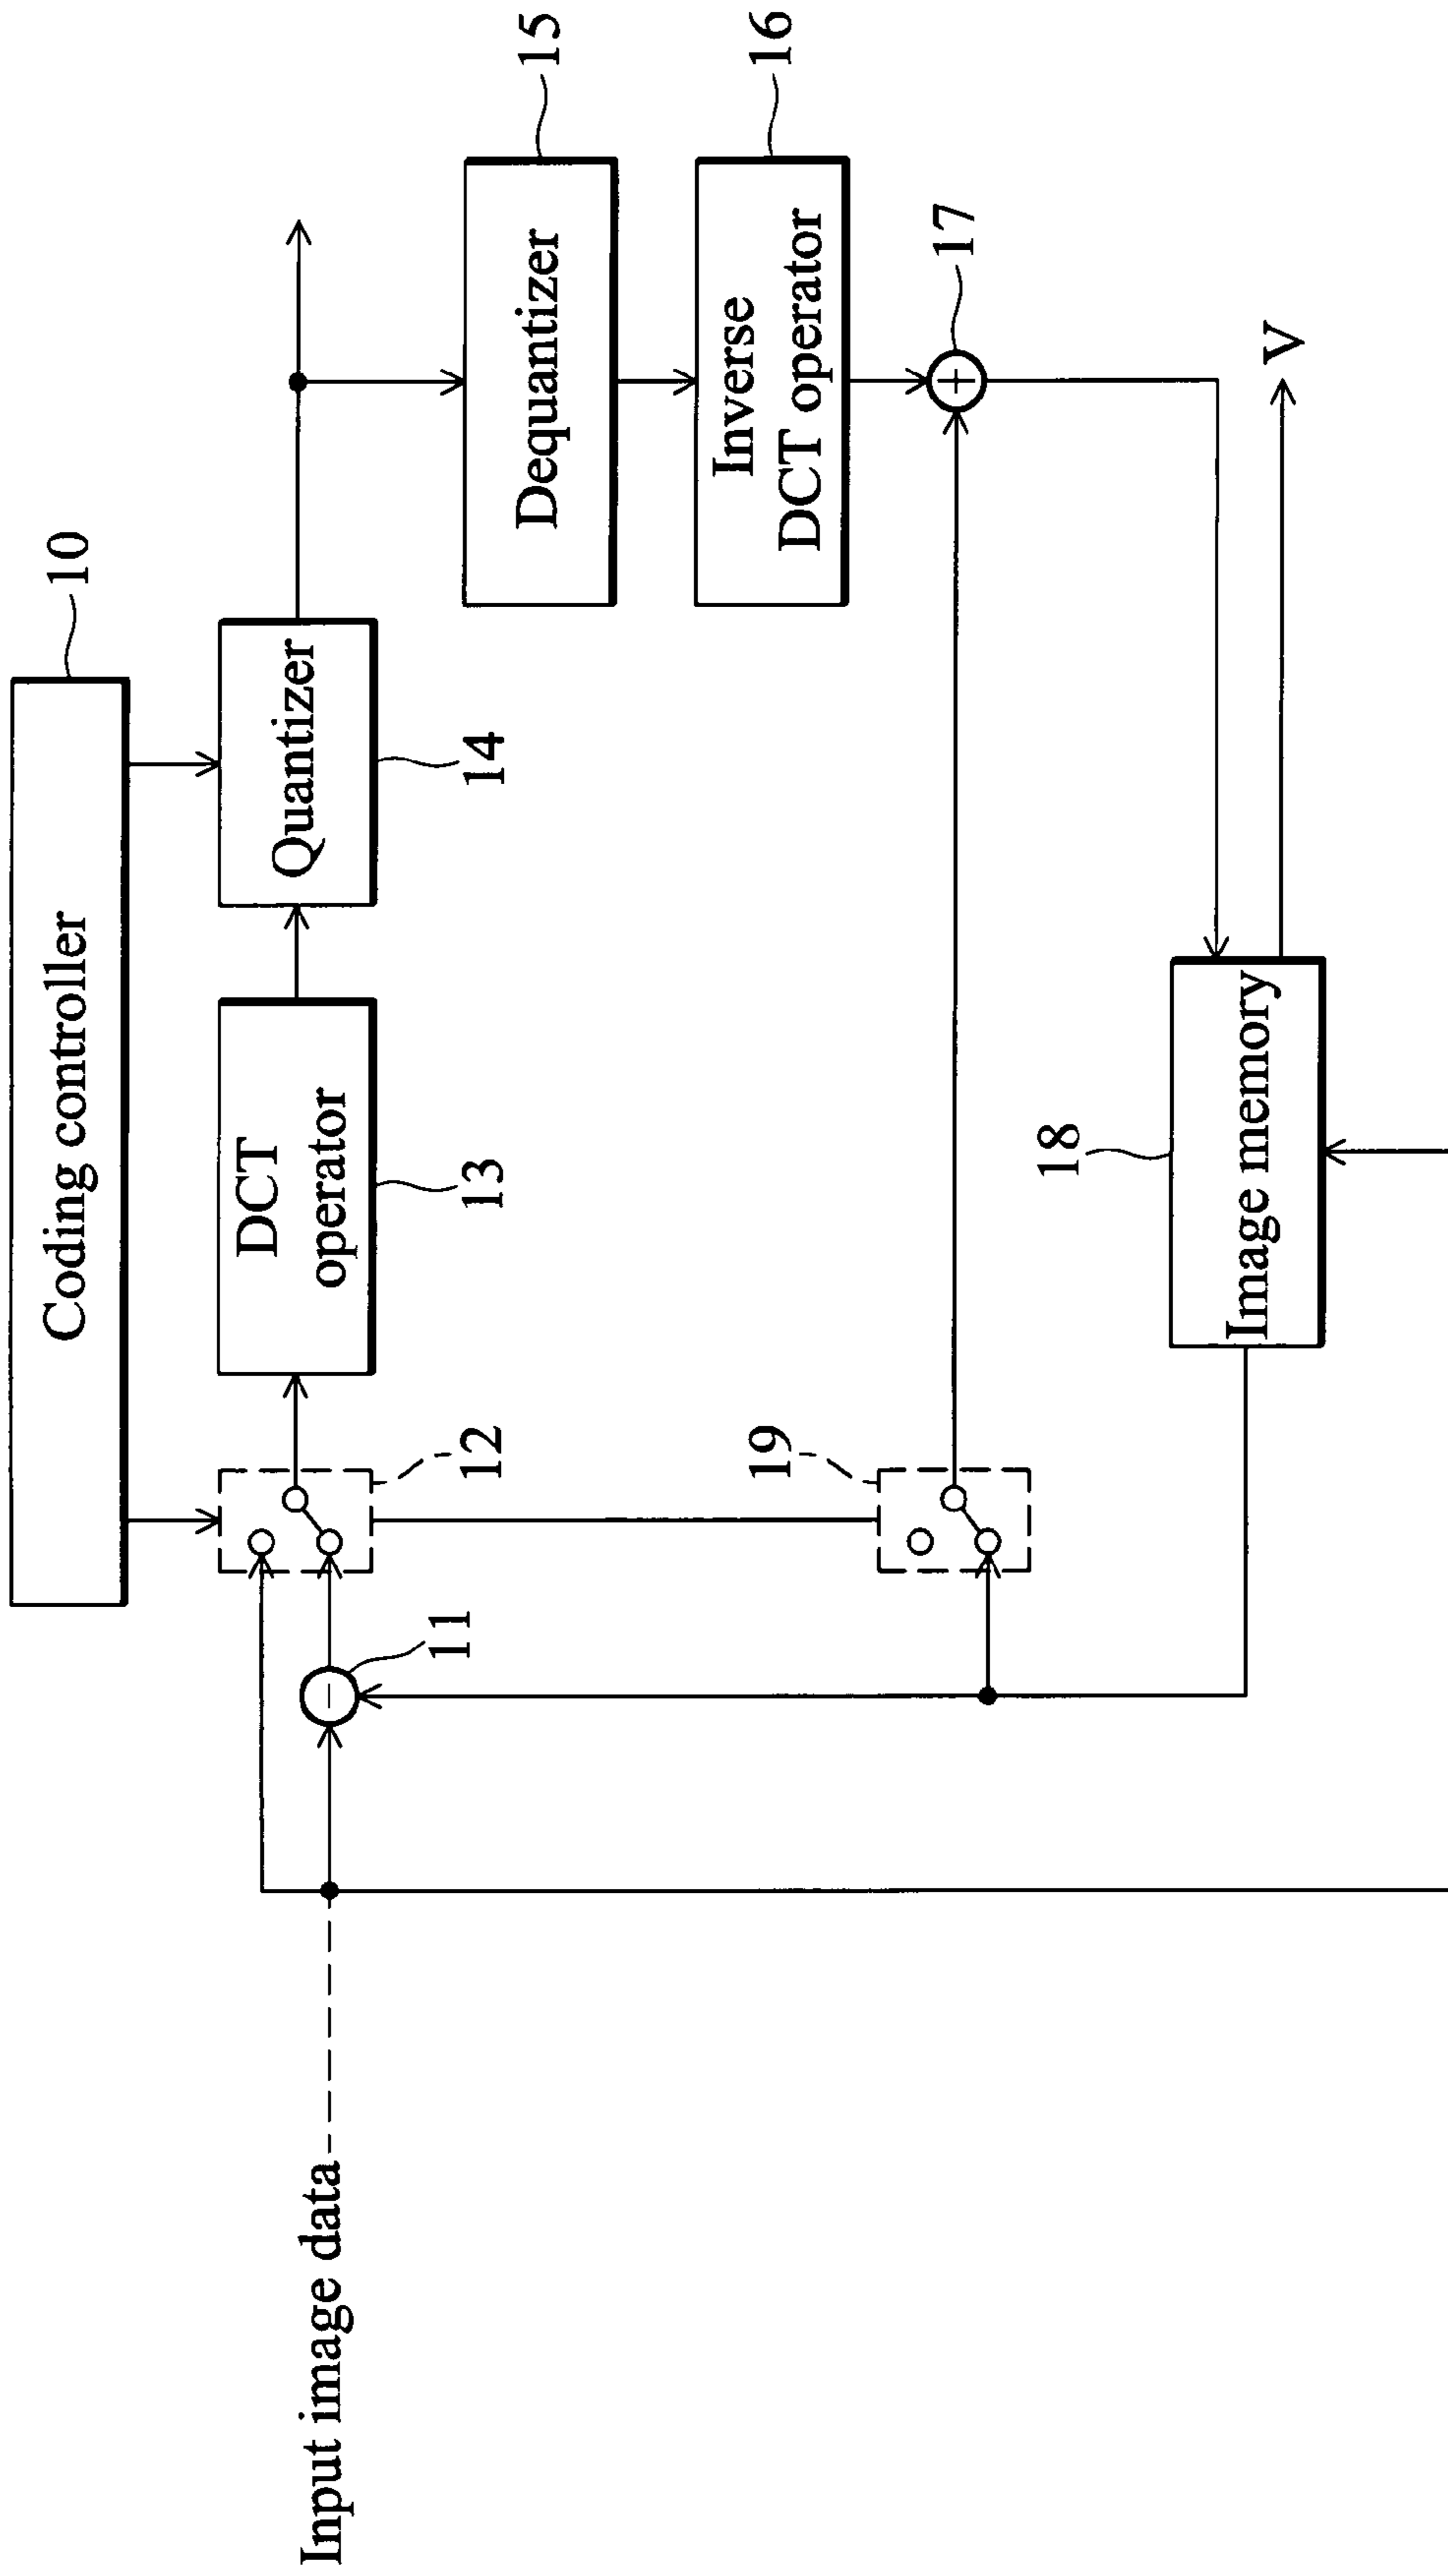 Coding controller
10
DCT
operator
13
Quantizer
14
12
11
Input image data
Dequantizer
15
Inverse
DCT operator
16
17
19
18
Image memory
V